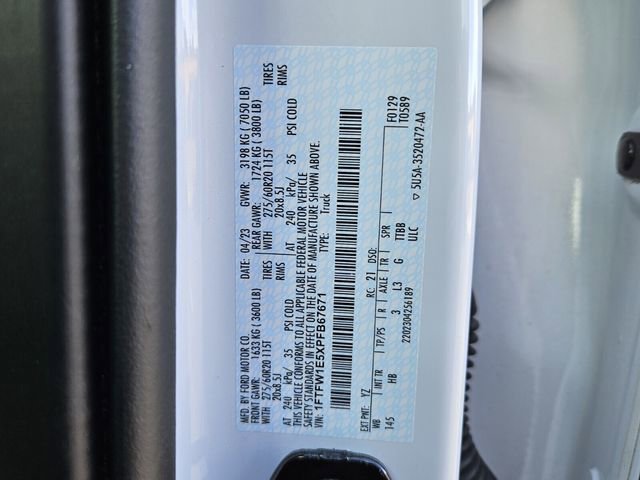 MFD. BY FORD MOTOR CO.
DATE: 04/23 GVWR: 3198 KG ( 7050 LB)
FRONT GAWR: 1633 KG ( 3600 LB) REAR GAWR: 1724 KG ( 3800 LB)
WITH 275/60R20 115T TIRES WITH 275/60R20 115T TIRES
20x8.5J RIMS 20x8.5J RIMS
AT 240 kPa/ 35 PSI COLD AT 240 kPa/ 35 PSI COLD
THIS VEHICLE CONFORMS TO ALL APPLICABLE FEDERAL MOTOR VEHICLE
SAFETY STANDARDS IN EFFECT ON THE DATE OF MANUFACTURE SHOWN ABOVE.
VIN: 1FTFW1E5XPFB67671 TYPE: Truck
F0129
T05B9
EXT PNT: YZ RC: 21 DSO:
WB INT TR TP/PS R AXLE TR SPR
145 HB 3 L3 G TTBB
ULC
2202304256189
▽ 5U5A-3520472-AA